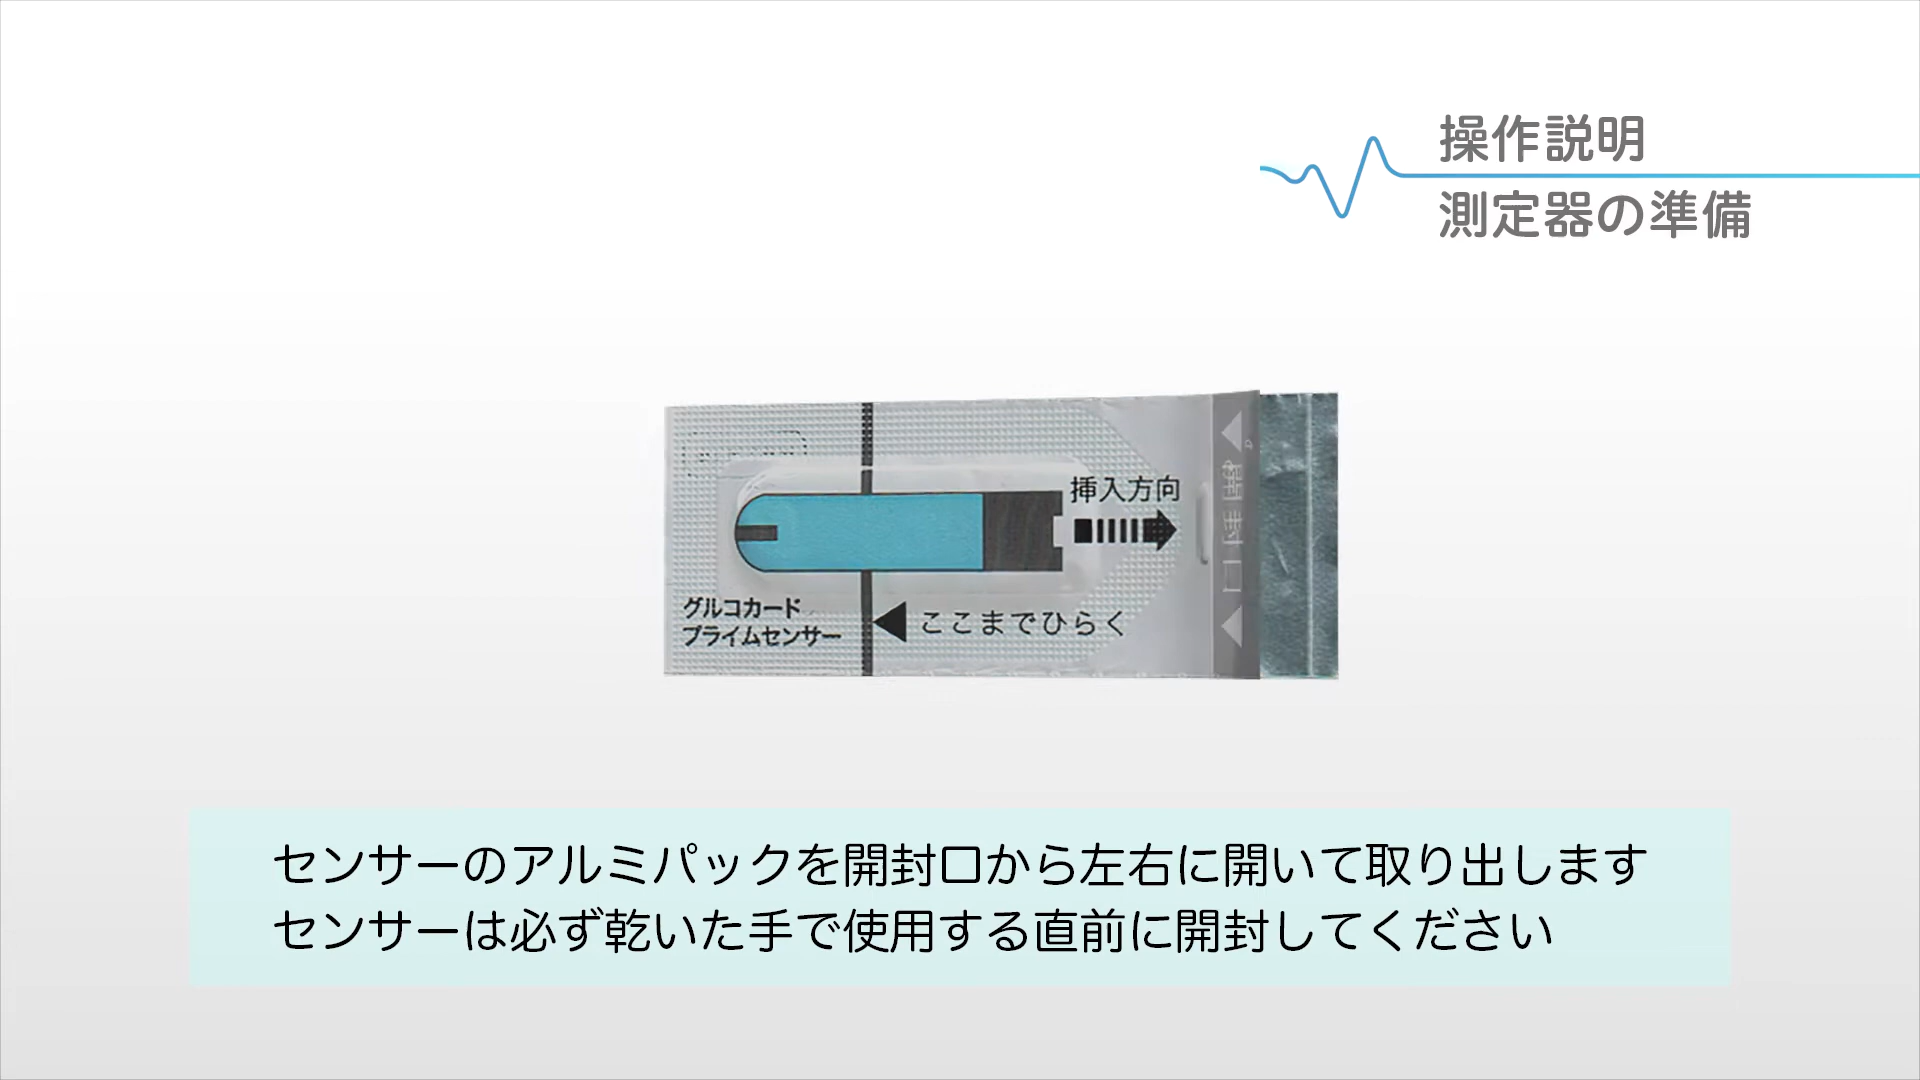 操作説明
測定器の準備
挿入方向
開封口
グルコカード
プライムセンサー
ここまでひらく
センサーのアルミパックを開封口から左右に開いて取り出します
センサーは必ず乾いた手で使用する直前に開封してください